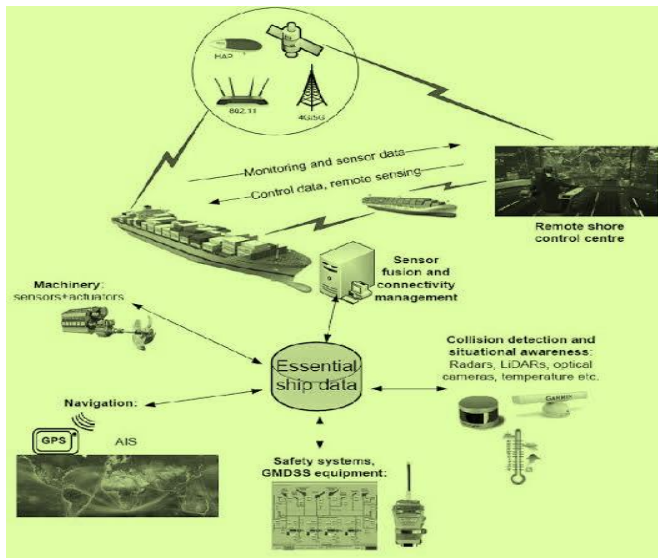 HAP
802.11
4G/5G
Monitoring and sensor data
Control data, remote sensing
Remote shore
control centre
Sensor
fusion and
connectivity
management
Machinery:
sensors+actuators
Collision detection and
situational awareness:
Radars, LiDARs, optical
cameras, temperature etc.
Essential
ship data
GARMIN
Navigation:
GPS
AIS
Safety systems,
GMDSS equipment: